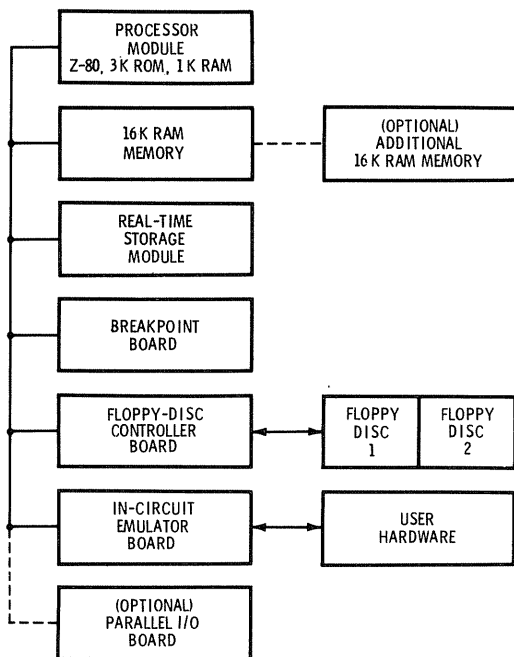 PROCESSOR
MODULE
Z-80, 3K ROM, 1K RAM
16K RAM
MEMORY
(OPTIONAL)
ADDITIONAL
16K RAM MEMORY
REAL-TIME
STORAGE
MODULE
BREAKPOINT
BOARD
FLOPPY-DISC
CONTROLLER
BOARD
FLOPPY
DISC
1
FLOPPY
DISC
2
IN-CIRCUIT
EMULATOR
BOARD
USER
HARDWARE
(OPTIONAL)
PARALLEL I/O
BOARD